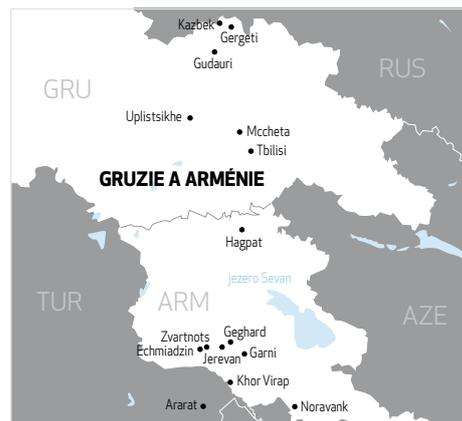 Kazbek
Gergeti
Gudauri
RUS
GRU
Uplistsikhe
Mccheta
Tbilisi
GRUZIE A ARMÉNIE
Hagpat
jezero Sevan
TUR
ARM
AZE
Zvartnots
Geghard
Echmiadzin
Jerevan
Garni
Khor Virap
Ararat
Noravank